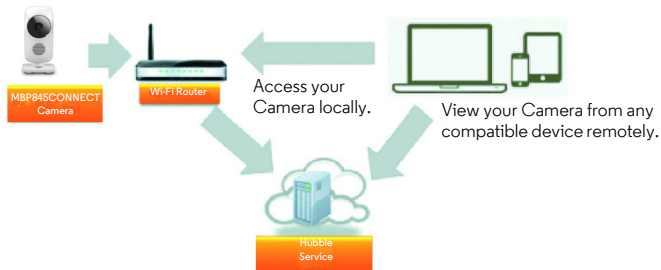 MBP845CONNECT
Camera
Wi-Fi Router
Access your
Camera locally.
View your Camera from any
compatible device remotely.
Hubble
Service